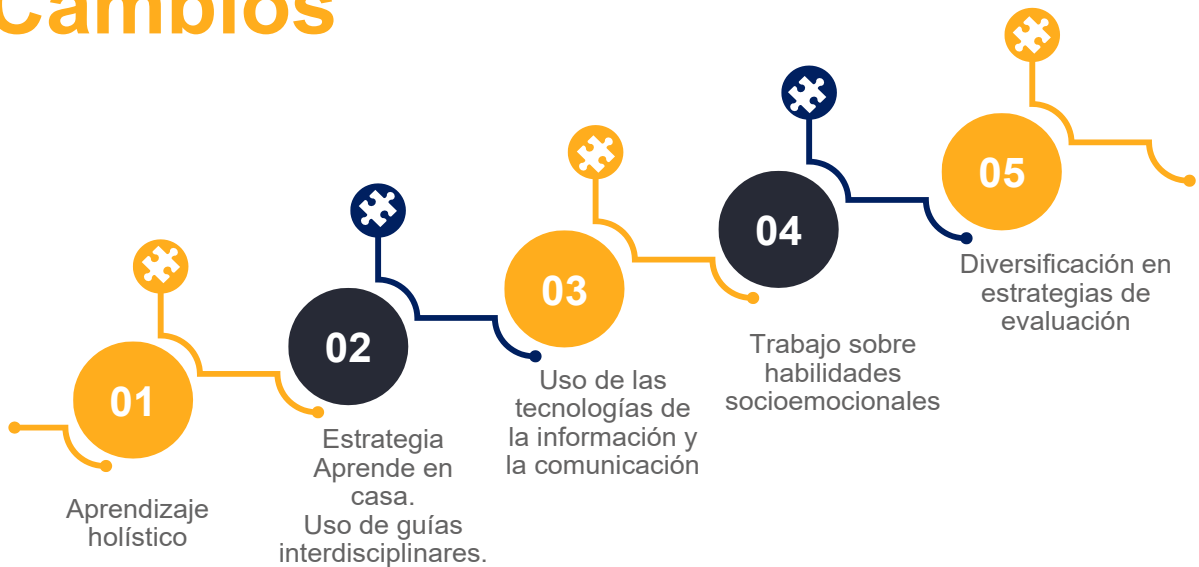 Cambios
01
Aprendizaje
holístico
02
Estrategia
Aprende en
casa.
Uso de guías
interdisciplinares.
03
Uso de las
tecnologías de
la información y
la comunicación
04
Trabajo sobre
habilidades
socioemocionales
05
Diversificación en
estrategias de
evaluación